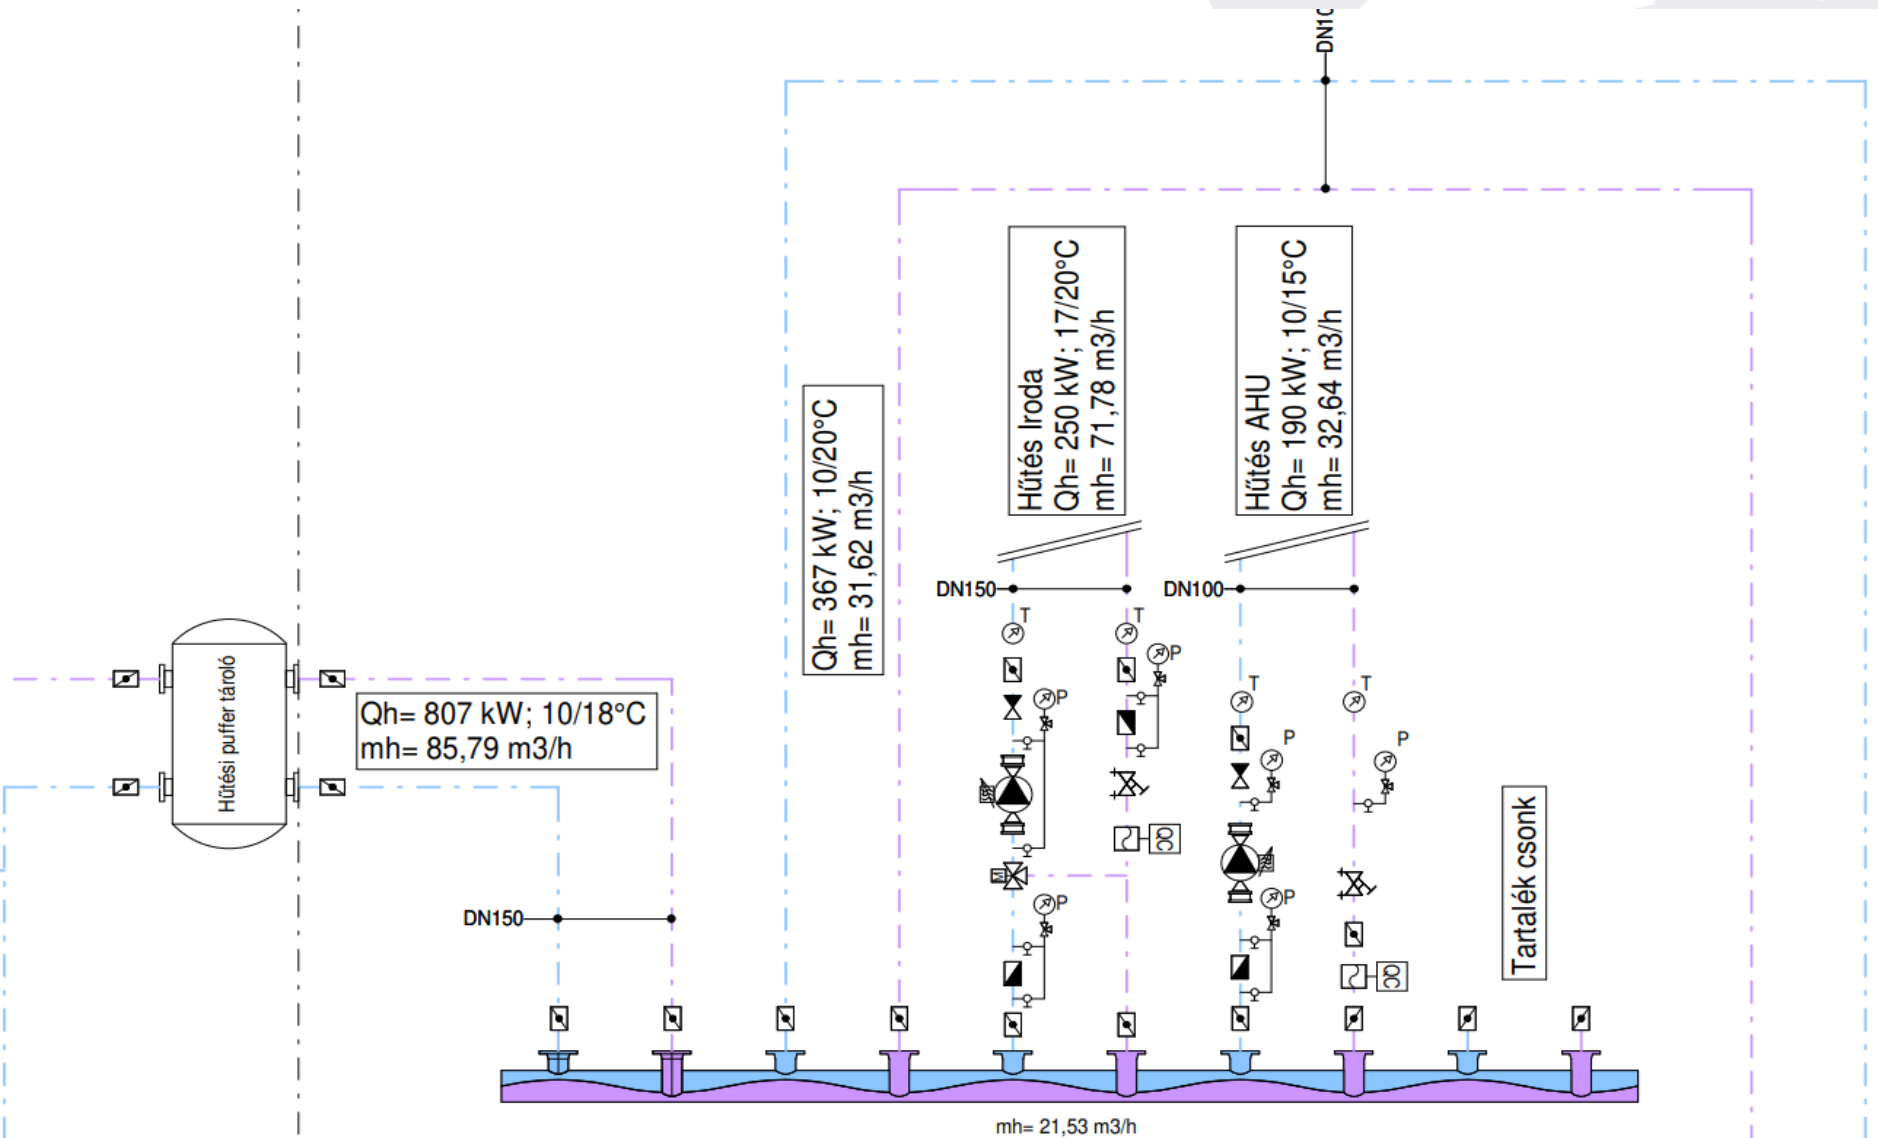 DN10
Qh= 367 kW; 10/20°C
mh= 31,62 m3/h
Hűtés Iroda
Qh= 250 kW; 17/20°C
mh= 71,78 m3/h
Hűtés AHU
Qh= 190 kW; 10/15°C
mh= 32,64 m3/h
DN150
DN100
T
T
P
P
T
T
P
P
Hűtési puffer tároló
Qh= 807 kW; 10/18°C
mh= 85,79 m3/h
QC
M
P
P
Tartalék csonk
DN150
QC
mh= 21,53 m3/h